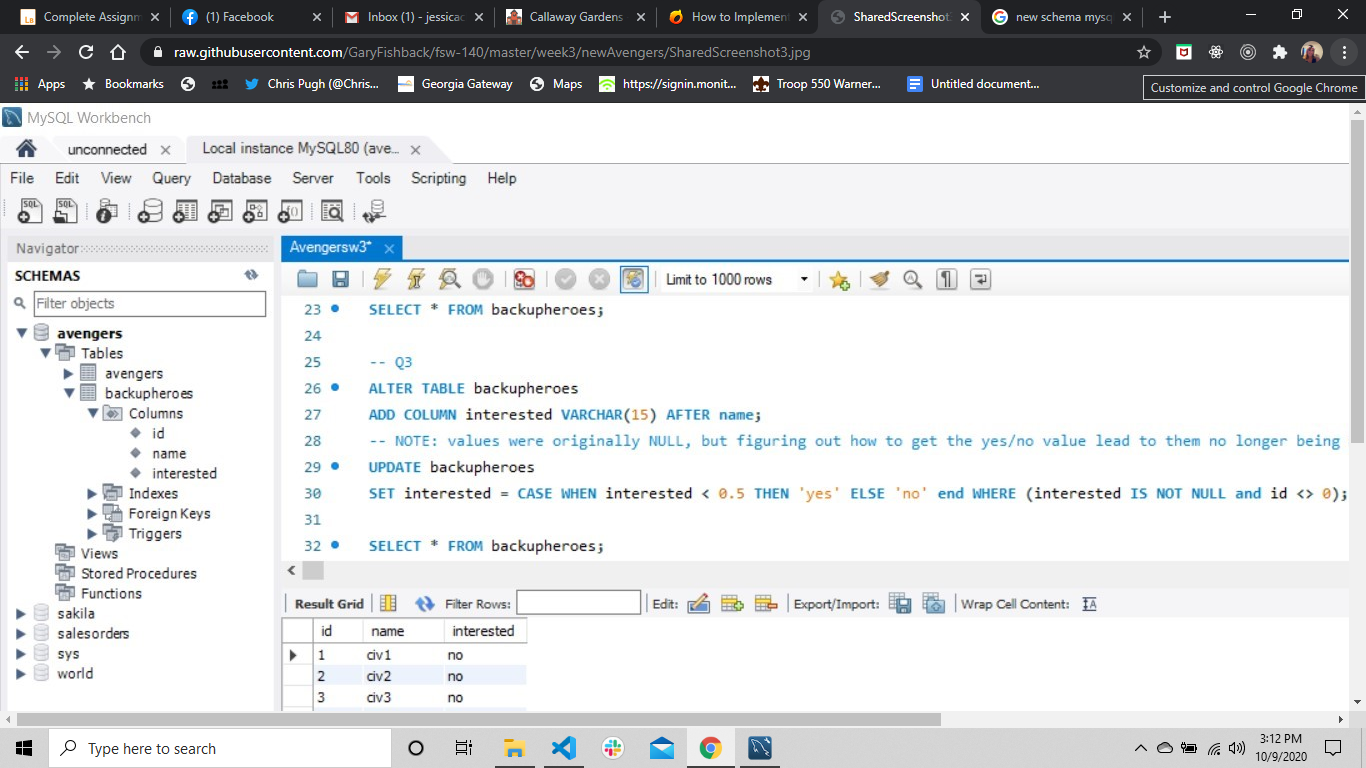 Complete Assignm
(1) Facebook
Inbox (1) - jessicac
Callaway Gardens
How to Implemen
SharedScreenshot
new schema mysq
raw.githubusercontent.com/GaryFishback/fsw-140/master/week3/newAvengers/SharedScreenshot3.jpg
Apps
Bookmarks
Chris Pugh (@Chris...
Georgia Gateway
Maps
https://signin.monit...
Troop 550 Warner...
Untitled document...
Customize and control Google Chrome
MySQL Workbench
unconnected
Local instance MySQL80 (ave...
File Edit View Query Database Server Tools Scripting Help
Navigator
SCHEMAS
Filter objects
avengers
Tables
avengers
backupheroes
Columns
id
name
interested
Indexes
Foreign Keys
Triggers
Views
Stored Procedures
Functions
sakila
salesorders
sys
world
Avengersw3*
Limit to 1000 rows
23 SELECT * FROM backupheroes;
24
25 -- Q3
26 ALTER TABLE backupheroes
27 ADD COLUMN interested VARCHAR(15) AFTER name;
28 -- NOTE: values were originally NULL, but figuring out how to get the yes/no value lead to them no longer being
29 UPDATE backupheroes
30 SET interested = CASE WHEN interested < 0.5 THEN 'yes' ELSE 'no' end WHERE (interested IS NOT NULL and id <> 0);
31
32 SELECT * FROM backupheroes;
Result Grid Filter Rows: Edit: Export/Import: Wrap Cell Content:
id name interested
1 civ1 no
2 civ2 no
3 civ3 no
Type here to search
3:12 PM
10/9/2020